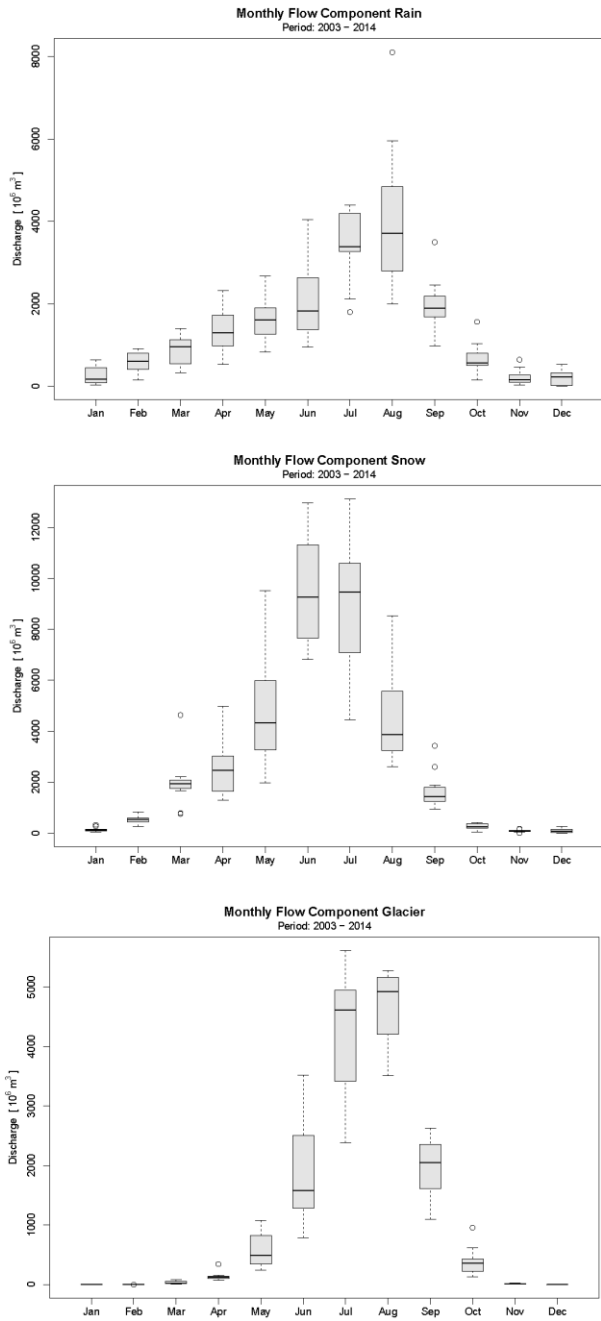 Monthly Flow Component Rain
Period: 2003 − 2014
Discharge [ 10⁶ m³ ]
8000
6000
4000
2000
0
Jan Feb Mar Apr May Jun Jul Aug Sep Oct Nov Dec
Monthly Flow Component Snow
Period: 2003 − 2014
Discharge [ 10⁶ m³ ]
12000
10000
8000
6000
4000
2000
0
Jan Feb Mar Apr May Jun Jul Aug Sep Oct Nov Dec
Monthly Flow Component Glacier
Period: 2003 − 2014
Discharge [ 10⁶ m³ ]
5000
4000
3000
2000
1000
0
Jan Feb Mar Apr May Jun Jul Aug Sep Oct Nov Dec